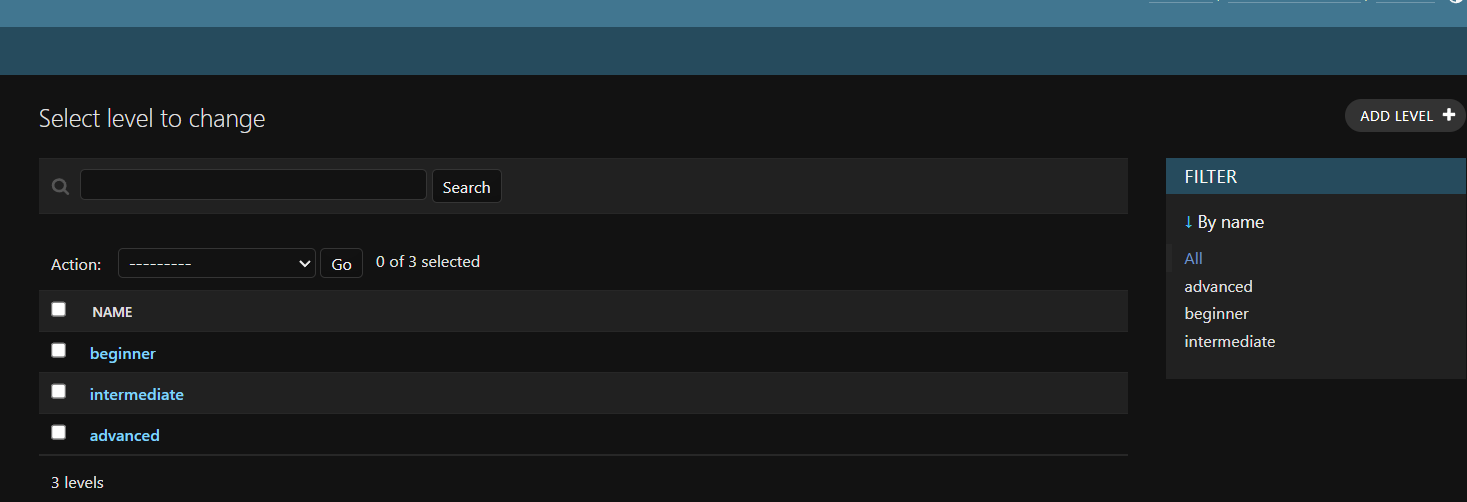 Select level to change
ADD LEVEL
Search
Action: --------- Go 0 of 3 selected
NAME
beginner
intermediate
advanced
3 levels
FILTER
↓ By name
All
advanced
beginner
intermediate